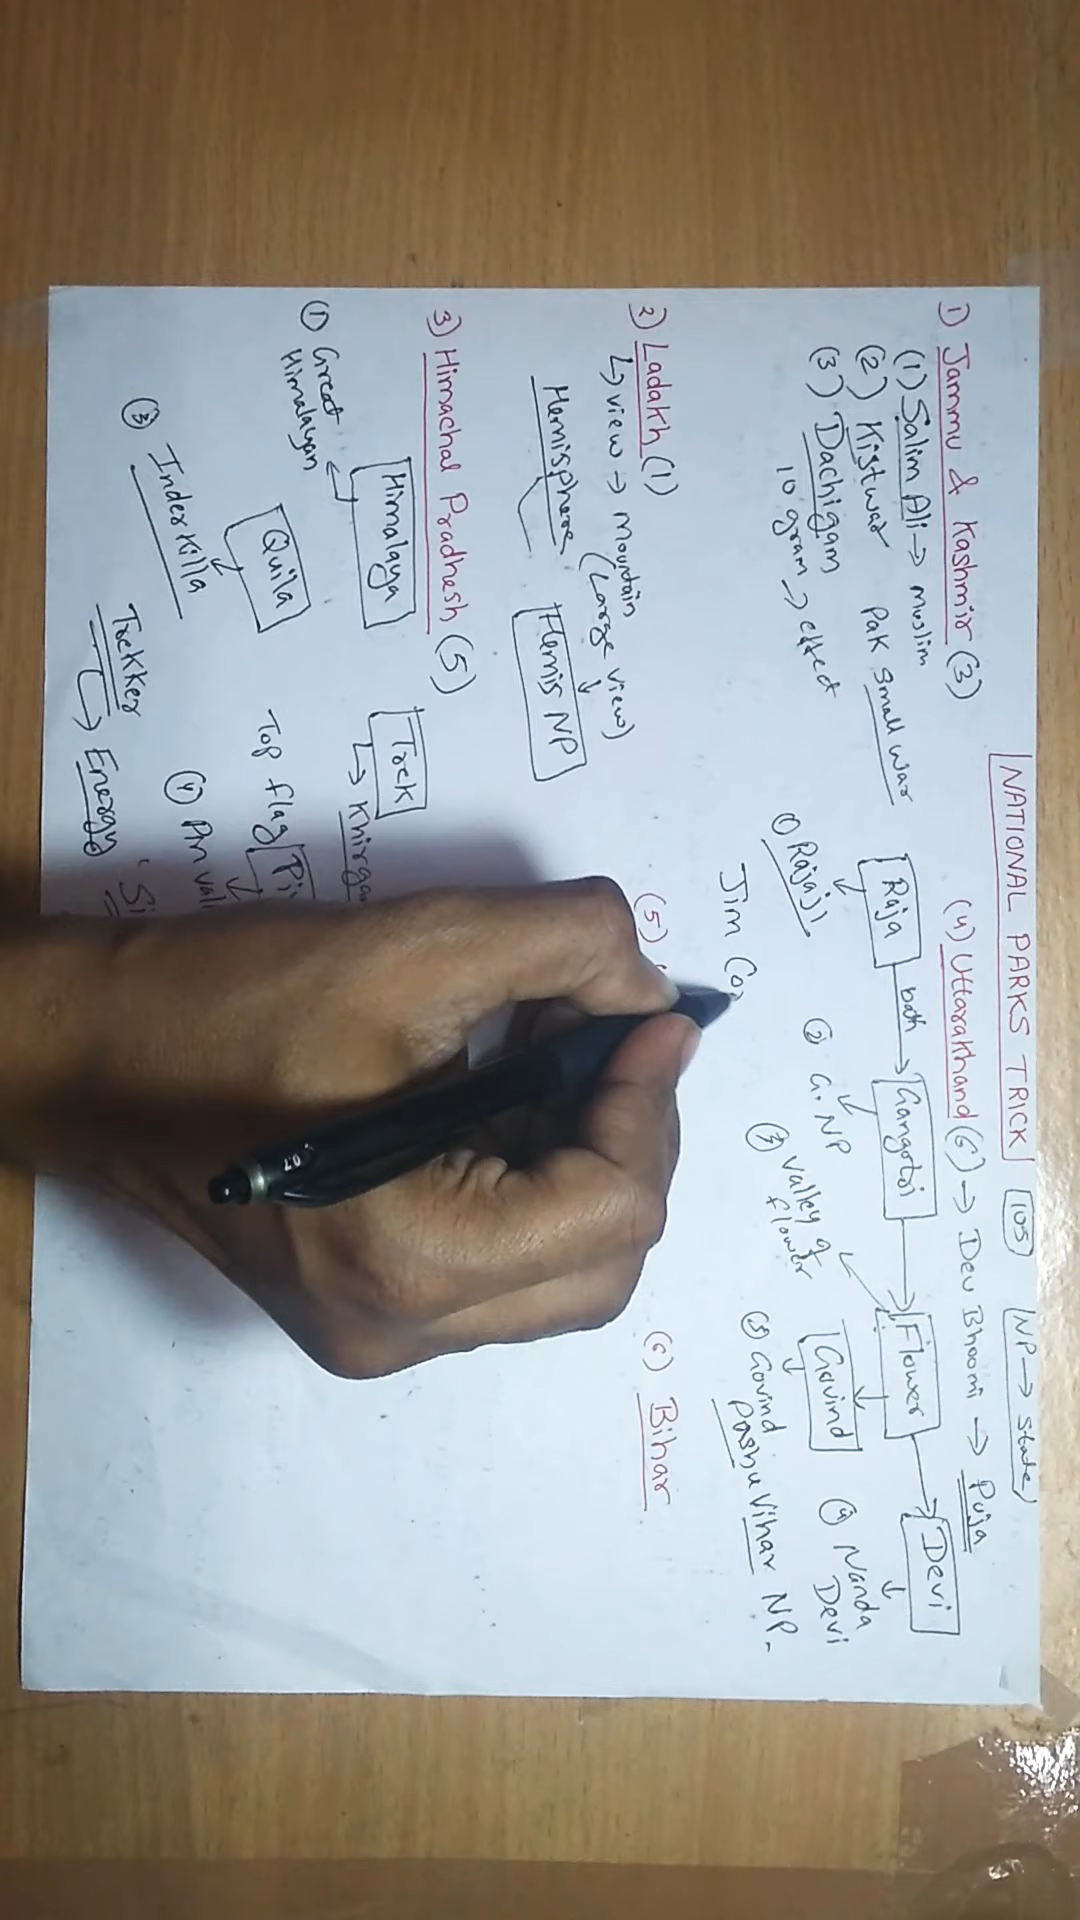 NATIONAL PARKS TRICK 105 NP → State
1) Jammu & Kashmir (3)
(1) Salim Ali → Muslim
(2) Kistwar Pak Small war
(3) Dachigam
10 gram → effect
2) Ladakh (1)
↳ view → mountain
(Large view)
Hemisphere Hemis NP
3) Himachal Pradhesh (5)
Himalaya Trek
① Great
Himalayan
↳ Khirga
Quila Top flag Pi
③ Inder Killa ④ Pin vall
Trekker ↳ Energy
(4) Uttarakhand (6) → Dev Bhoomi → Puja
Raja bath → Gangotri → Flower → Devi
① Rajaji ② G. NP
③ Valley of
flower
Govind
④ Nanda
Devi
⑤ Govind
Pashu Vihar NP.
Jim Co
(5)
(6) Bihar